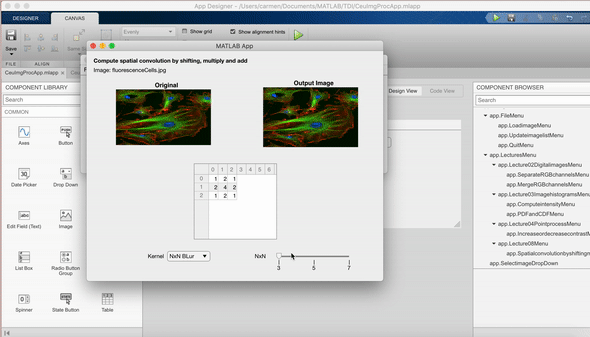 App Designer - /Users/carmen/Documents/MATLAB/TDI/CeuImgProcApp.mlapp
DESIGNER
CANVAS
Save
Evenly
Show grid
Show alignment hints
FILE
ALIGN
CeuImgProcApp.mlapp
COMPONENT LIBRARY
Search
COMMON
Axes
Button
Date Picker
Drop Down
Edit Field (Text)
Image
List Box
Radio Button
Group
Spinner
State Button
Table
MATLAB App
Compute spatial convolution by shifting, multiply and add
Image: fluorescenceCells.jpg
Original
Output Image
0 1 2 3 4 5 6
0 1 2 1
1 2 4 2
2 1 2 1
Kernel
NxN BLur
NxN
3 5 7
Design View
Code View
COMPONENT BROWSER
Search
app.FileMenu
app.LoadimageMenu
app.UpdateimagelistMenu
app.QuitMenu
app.LecturesMenu
app.Lecture02DigitalimagesMenu
app.SeparateRGBchannelsMenu
app.MergeRGBchannelsMenu
app.Lecture03ImagehistogramsMenu
app.ComputeintensityMenu
app.PDFandCDFMenu
app.Lecture04PointprocessMenu
app.IncreaseordecreasecontrastM
app.Lecture08Menu
app.Spatialconvolutionbyshiftingm
app.SelectimageDropDown